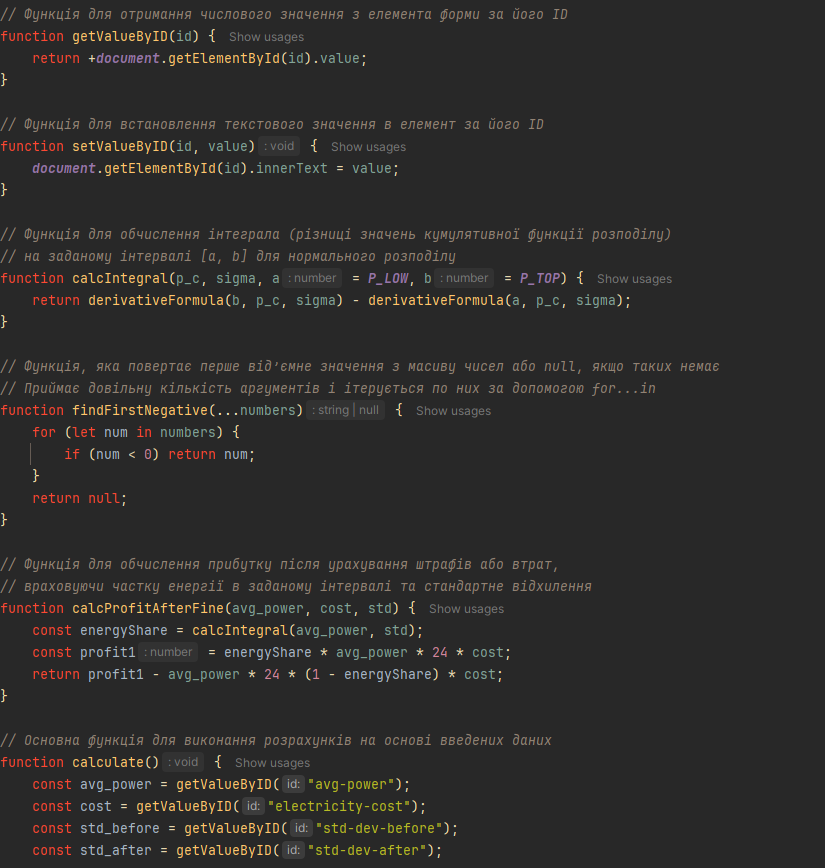 // Функція для отримання числового значення з елемента форми за його ID
function getValueByID(id) { Show usages
    return +document.getElementById(id).value;
}

// Функція для встановлення текстового значення в елемент за його ID
function setValueByID(id, value) : void { Show usages
    document.getElementById(id).innerText = value;
}

// Функція для обчислення інтеграла (різниці значень кумулятивної функції розподілу)
// на заданому інтервалі [a, b] для нормального розподілу
function calcIntegral(p_c, sigma, a : number = P_LOW, b : number = P_TOP) { Show usages
    return derivativeFormula(b, p_c, sigma) - derivativeFormula(a, p_c, sigma);
}

// Функція, яка повертає перше від’ємне значення з масиву чисел або null, якщо таких немає
// Приймає довільну кількість аргументів і ітерується по них за допомогою for...in
function findFirstNegative(...numbers) : string | null { Show usages
    for (let num in numbers) {
        if (num < 0) return num;
    }
    return null;
}

// Функція для обчислення прибутку після урахування штрафів або втрат,
// враховуючи частку енергії в заданому інтервалі та стандартне відхилення
function calcProfitAfterFine(avg_power, cost, std) { Show usages
    const energyShare = calcIntegral(avg_power, std);
    const profit1 : number = energyShare * avg_power * 24 * cost;
    return profit1 - avg_power * 24 * (1 - energyShare) * cost;
}

// Основна функція для виконання розрахунків на основі введених даних
function calculate() : void { Show usages
    const avg_power = getValueByID( id: "avg-power");
    const cost = getValueByID( id: "electricity-cost");
    const std_before = getValueByID( id: "std-dev-before");
    const std_after = getValueByID( id: "std-dev-after");